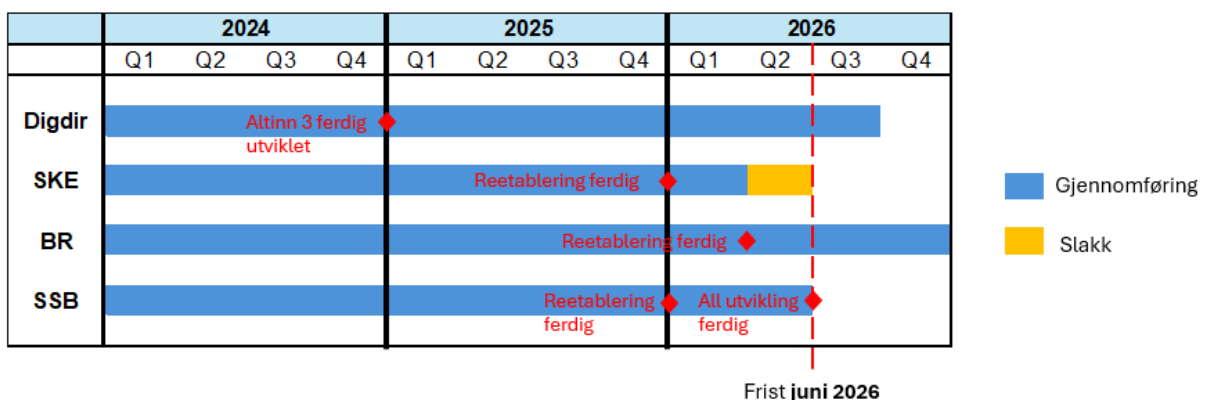 2024 2025 2026
Q1 Q2 Q3 Q4 Q1 Q2 Q3 Q4 Q1 Q2 Q3 Q4
Digdir
Altinn 3 ferdig
utviklet
SKE
Reetablering ferdig
Gjennomføring
BR
Reetablering ferdig
Slakk
SSB
Reetablering
ferdig
All utvikling
ferdig
Frist juni 2026